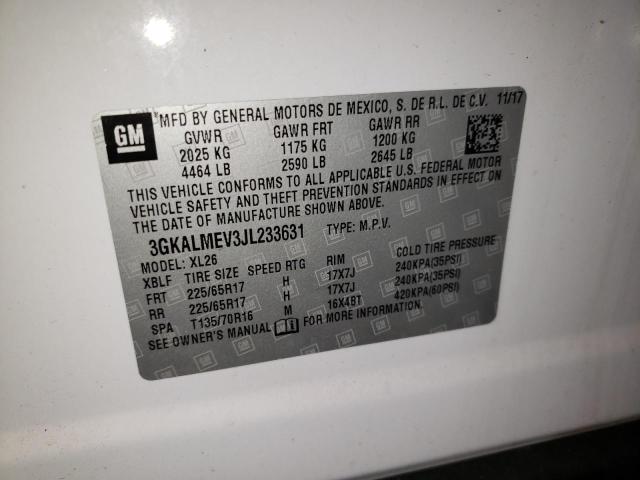 GM
MFD BY GENERAL MOTORS DE MEXICO, S. DE R.L. DE C.V. 11/17
GVWR GAWR FRT GAWR RR
2025 KG 1175 KG 1200 KG
4464 LB 2590 LB 2645 LB
THIS VEHICLE CONFORMS TO ALL APPLICABLE U.S. FEDERAL MOTOR
VEHICLE SAFETY AND THEFT PREVENTION STANDARDS IN EFFECT ON
THE DATE OF MANUFACTURE SHOWN ABOVE.
3GKALMEV3JL233631 TYPE: M.P.V.
MODEL: XL26
XBLF TIRE SIZE SPEED RTG RIM COLD TIRE PRESSURE
FRT 225/65R17 H 17X7J 240KPA(35PSI)
RR 225/65R17 H 17X7J 240KPA(35PSI)
SPA T135/70R16 M 16X4BT 420KPA(60PSI)
SEE OWNER'S MANUAL FOR MORE INFORMATION.